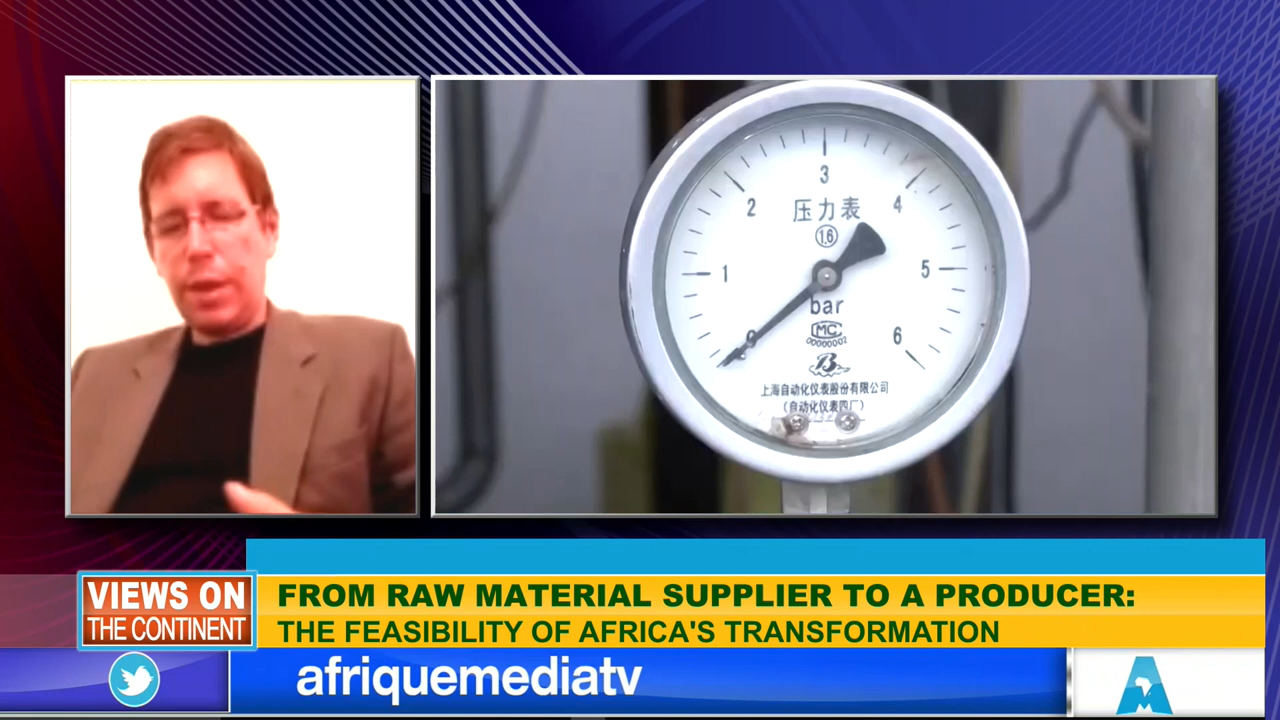 3
2
4
压力表
1.6
1
5
bar
0
6
MC
00000002
B
上海自动化仪表股份有限公司
(自动化仪表四厂)
VIEWS ON
THE CONTINENT
FROM RAW MATERIAL SUPPLIER TO A PRODUCER:
THE FEASIBILITY OF AFRICA'S TRANSFORMATION
afriquemediatv